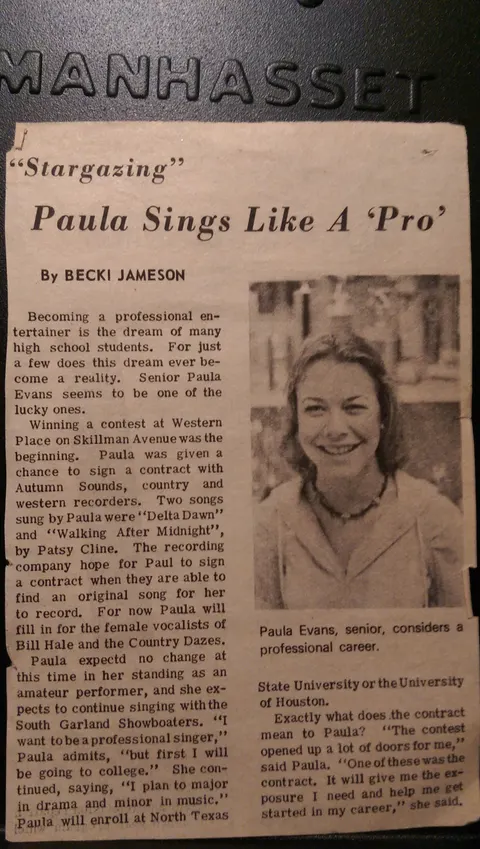 MANHASSET
"Stargazing"
Paula Sings Like A 'Pro'
By BECKI JAMESON
Becoming a professional en-
tertainer is the dream of many
high school students. For just
a few does this dream ever be-
come a reality. Senior Paula
Evans seems to be one of the
lucky ones.
Winning a contest at Western
Place on Skillman Avenue was the
beginning. Paula was given a
chance to sign a contract with
Autumn Sounds, country and
western recorders. Two songs
sung by Paula were "Delta Dawn"
and "Walking After Midnight",
by Patsy Cline. The recording
company hope for Paul to sign
a contract when they are able to
find an original song for her
to record. For now Paula will
fill in for the female vocalists of
Bill Hale and the Country Dazes.
Paula expectd no change at
this time in her standing as an
amateur performer, and she ex-
pects to continue singing with the
South Garland Showboaters. "I
want to be a professional singer,"
Paula admits, "but first I will
be going to college." She con-
tinued, saying, "I plan to major
in drama and minor in music."
Paula will enroll at North Texas
Paula Evans, senior, considers a
professional career.
State University or the University
of Houston.
Exactly what does the contract
mean to Paula? "The contest
opened up a lot of doors for me,"
said Paula. "One of these was the
contract. It will give me the ex-
posure I need and help me get
started in my career," she said.